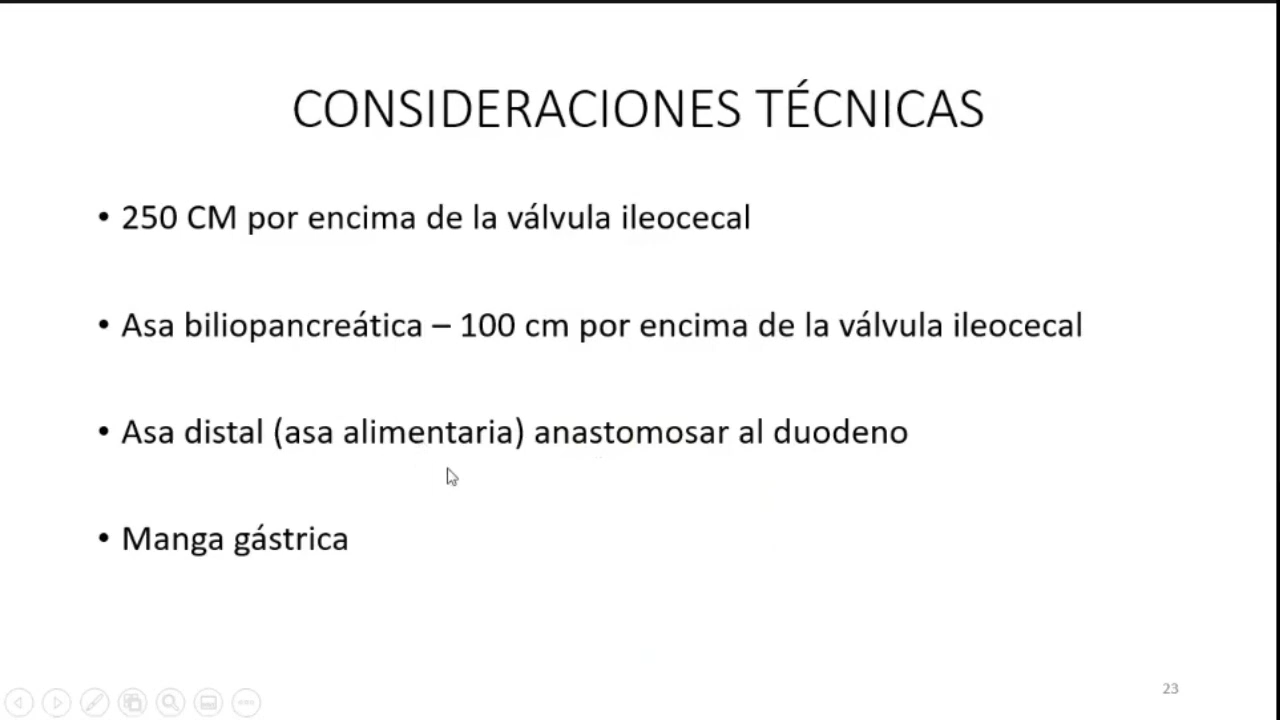 CONSIDERACIONES TÉCNICAS
• 250 CM por encima de la válvula ileocecal
• Asa biliopancreática – 100 cm por encima de la válvula ileocecal
• Asa distal (asa alimentaria) anastomosar al duodeno
• Manga gástrica
23